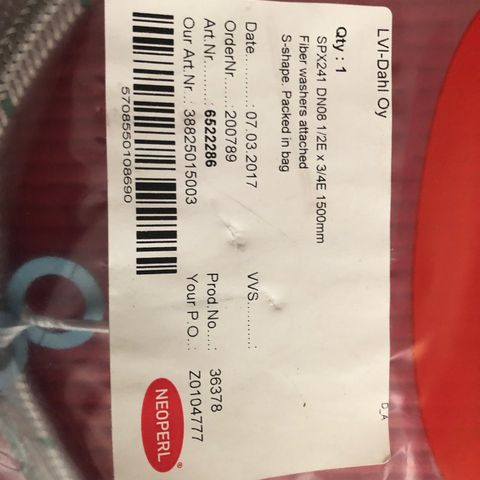 LVI-Dahl Oy
Qty : 1
SPX241 DN08 1/2E x 3/4E 1500mm
Fiber washers attached
S-shape. Packed in bag
Date..........: 07.03.2017 VVS..........:
OrderNr......: 200789
Art.Nr.........: 6522286 Prod.No....: 36378
Our Art.Nr..: 38825015003 Your P.O..: Z0104777
5708550108690
NEOPERL®
D_A